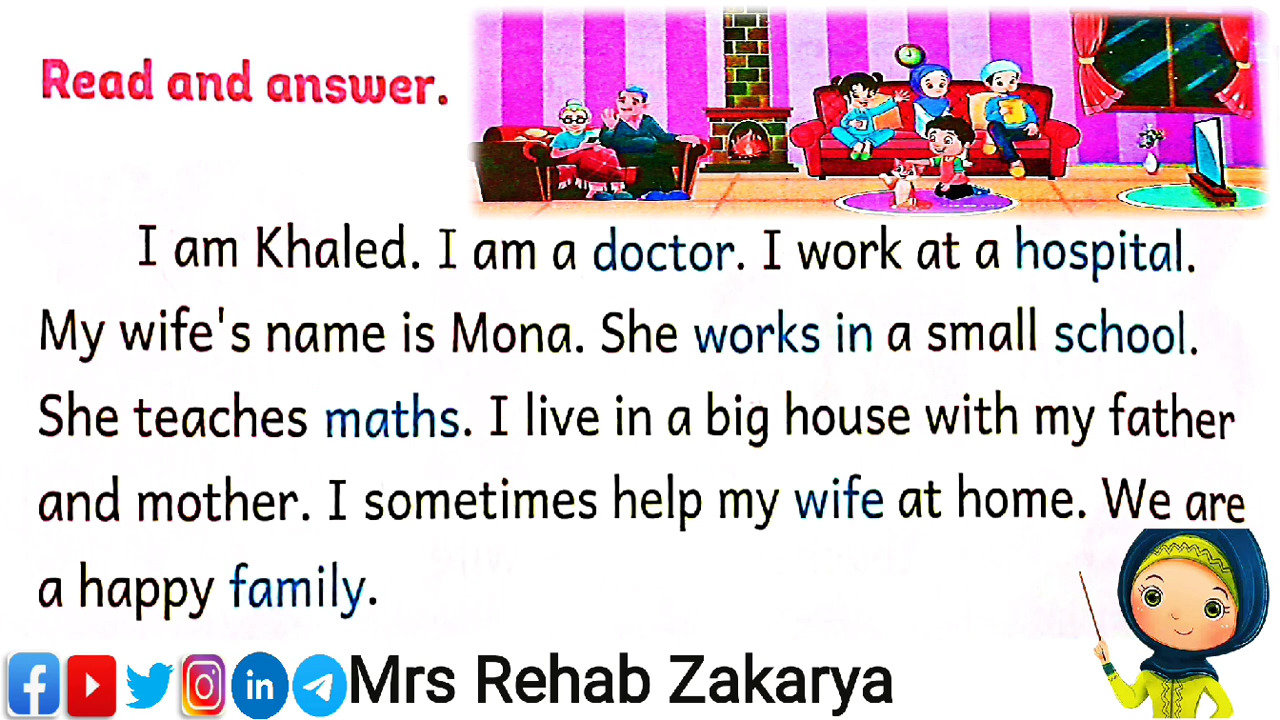 Read and answer.
I am Khaled. I am a doctor. I work at a hospital.
My wife's name is Mona. She works in a small school.
She teaches maths. I live in a big house with my father
and mother. I sometimes help my wife at home. We are
a happy family.
Mrs Rehab Zakarya